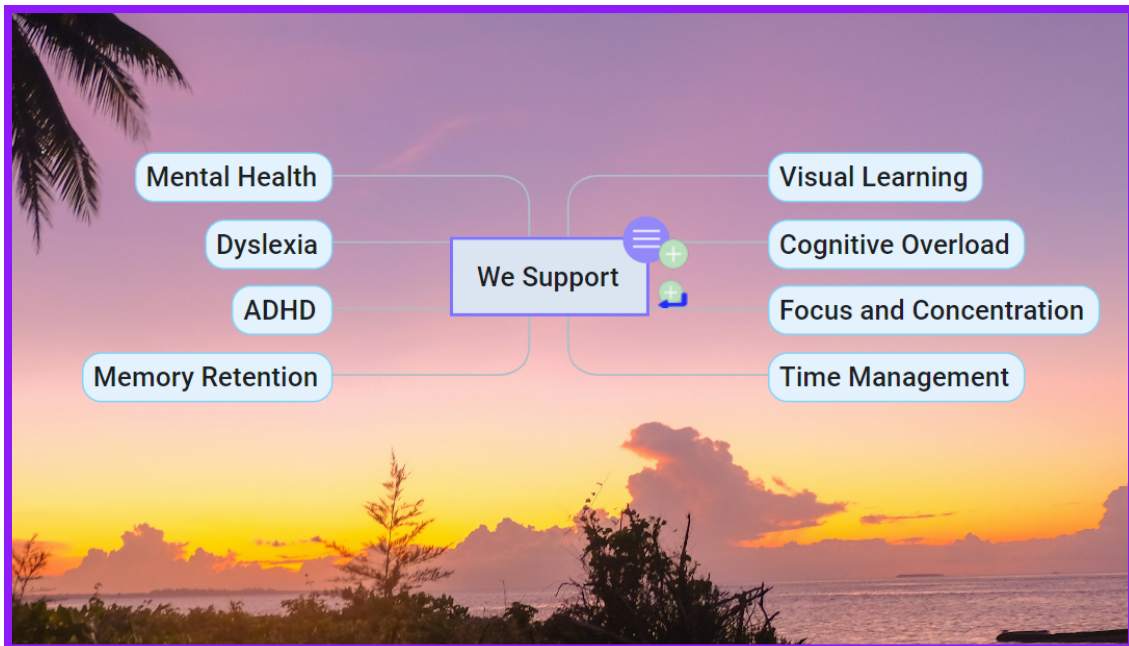 Mental Health
Dyslexia
ADHD
Memory Retention
We Support
Visual Learning
Cognitive Overload
Focus and Concentration
Time Management